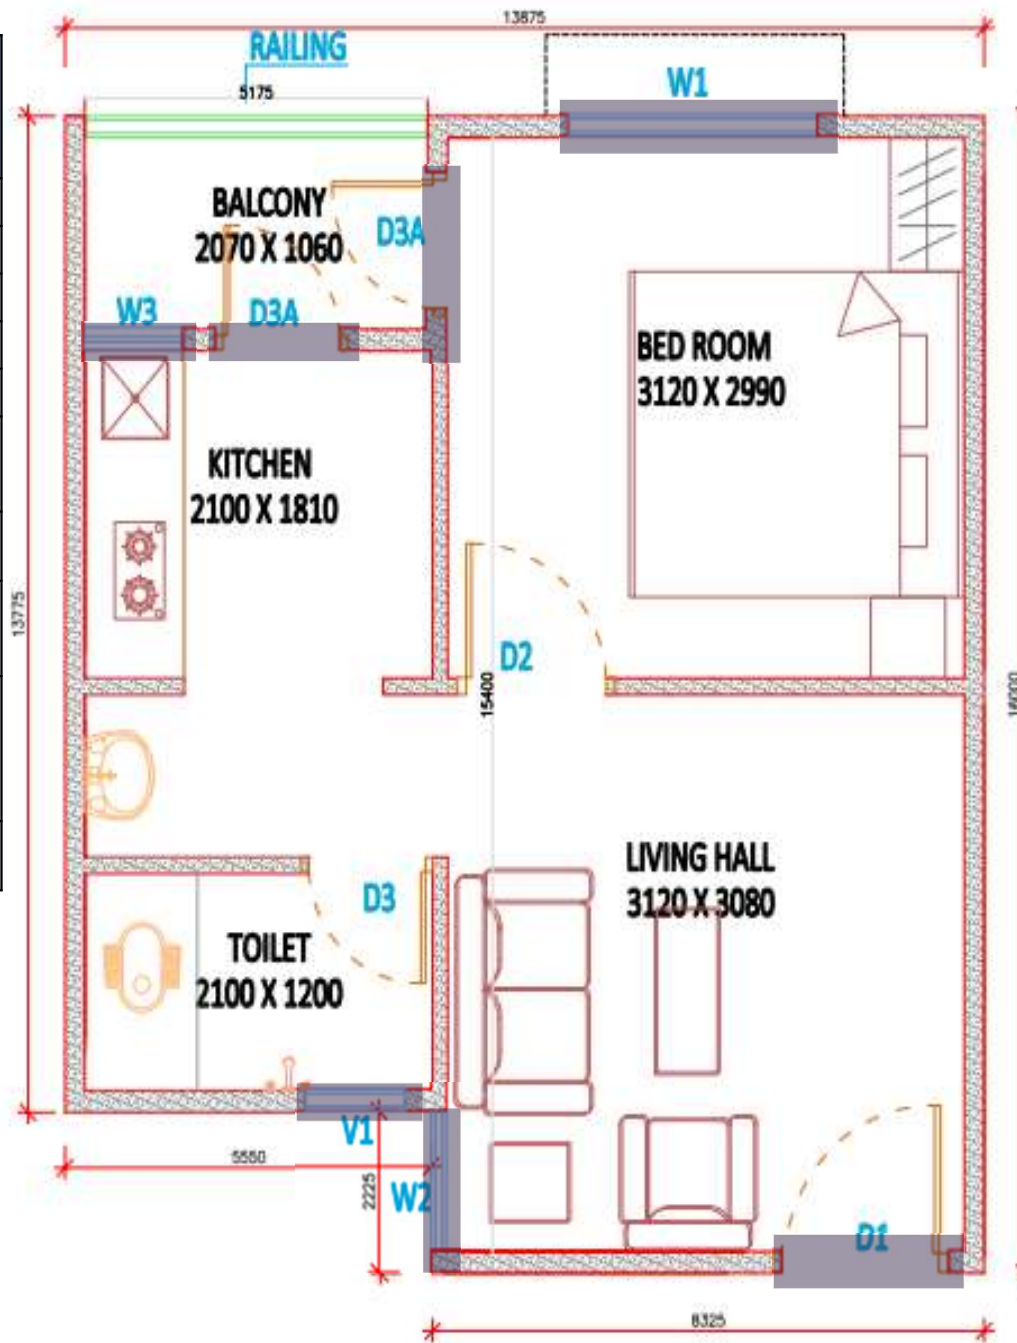 13875
RAILING
5175
W1
BALCONY
2070 X 1060
D3A
W3
D3A
BED ROOM
3120 X 2990
KITCHEN
2100 X 1810
13775
D2
15400
16000
LIVING HALL
3120 X 3080
D3
TOILET
2100 X 1200
V1
5550
2225
W2
D1
8325